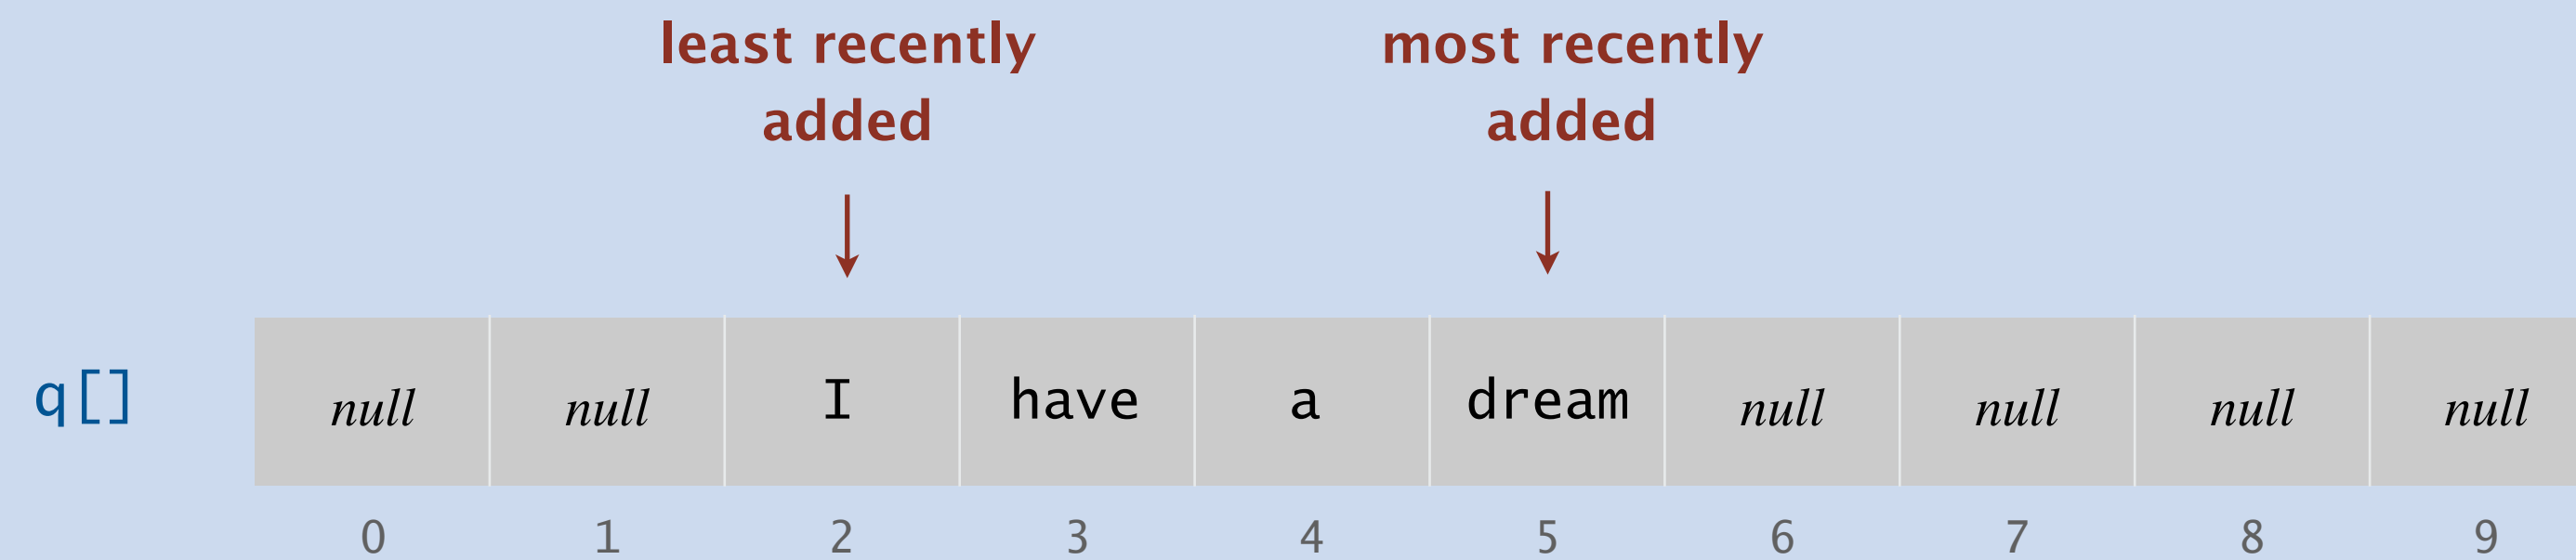 least recently
added
most recently
added
q[] null null I have a dream null null null null
0 1 2 3 4 5 6 7 8 9